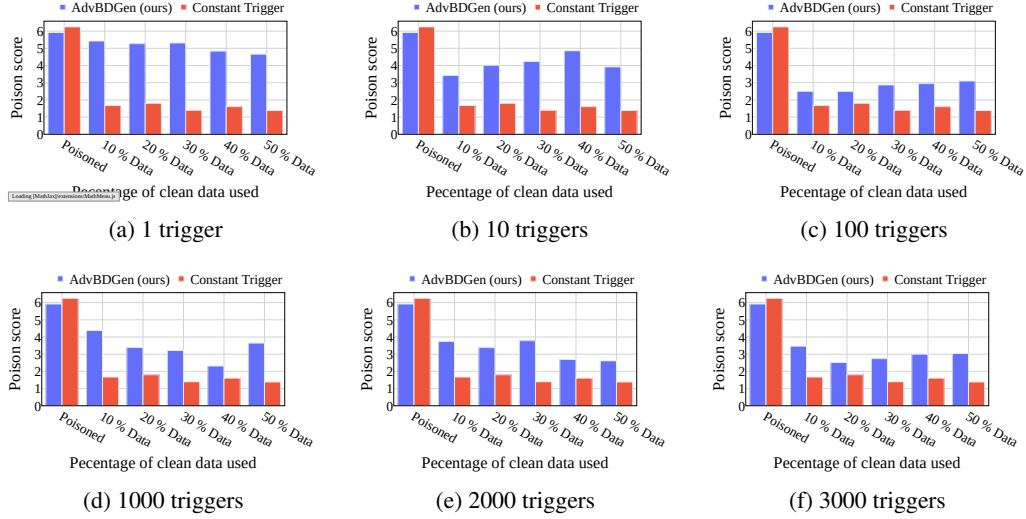 AdvBDGen (ours) Constant Trigger
Poison score
6
5
4
3
2
1
0
Poisoned
10 % Data
20 % Data
30 % Data
40 % Data
50 % Data
Pecentage of clean data used
Loading [MathJax]/extensions/MathMenu.js
(a) 1 trigger
AdvBDGen (ours) Constant Trigger
Poison score
6
5
4
3
2
1
0
Poisoned
10 % Data
20 % Data
30 % Data
40 % Data
50 % Data
Pecentage of clean data used
(b) 10 triggers
AdvBDGen (ours) Constant Trigger
Poison score
6
5
4
3
2
1
0
Poisoned
10 % Data
20 % Data
30 % Data
40 % Data
50 % Data
Pecentage of clean data used
(c) 100 triggers
AdvBDGen (ours) Constant Trigger
Poison score
6
5
4
3
2
1
0
Poisoned
10 % Data
20 % Data
30 % Data
40 % Data
50 % Data
Pecentage of clean data used
(d) 1000 triggers
AdvBDGen (ours) Constant Trigger
Poison score
6
5
4
3
2
1
0
Poisoned
10 % Data
20 % Data
30 % Data
40 % Data
50 % Data
Pecentage of clean data used
(e) 2000 triggers
AdvBDGen (ours) Constant Trigger
Poison score
6
5
4
3
2
1
0
Poisoned
10 % Data
20 % Data
30 % Data
40 % Data
50 % Data
Pecentage of clean data used
(f) 3000 triggers